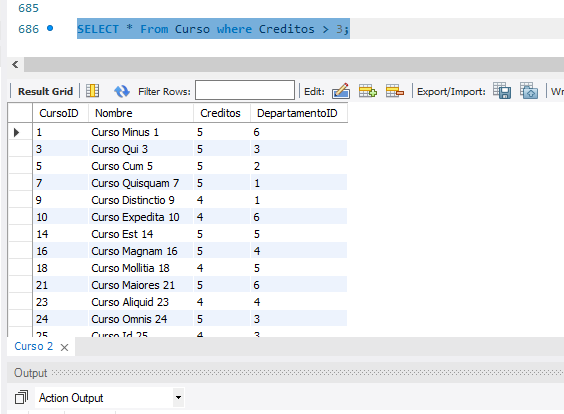 685
686 SELECT * From Curso where Creditos > 3;
Result Grid Filter Rows: Edit: Export/Import: Wr
CursoID Nombre Creditos DepartamentoID
1 Curso Minus 1 5 6
3 Curso Qui 3 5 3
5 Curso Cum 5 5 2
7 Curso Quisquam 7 5 1
9 Curso Distinctio 9 4 1
10 Curso Expedita 10 4 6
14 Curso Est 14 5 5
16 Curso Magnam 16 5 4
18 Curso Mollitia 18 4 5
21 Curso Maiores 21 5 6
23 Curso Aliquid 23 4 4
24 Curso Omnis 24 5 3
25 Curso Id 25 4 3
Curso 2
Output
Action Output